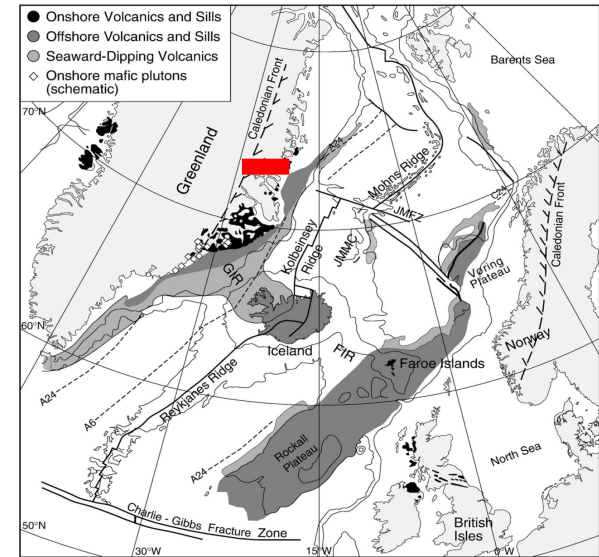 Onshore Volcanics and Sills
Offshore Volcanics and Sills
Seaward-Dipping Volcanics
Onshore mafic plutons
(schematic)
Barents Sea
70°N
Caledonian Front
Greenland
A24
Mohns Ridge
C24
JMFZ
Caledonian Front
Kolbeinsey
Ridge
JMMC
Vøring
Plateau
GIR
60°N
Iceland
FIR
Faroe Islands
Norway
A24
A6
Reykjanes Ridge
A24
Rockall
Plateau
North Sea
Charlie - Gibbs Fracture Zone
British
Isles
50°N
30°W
15°W
0°W